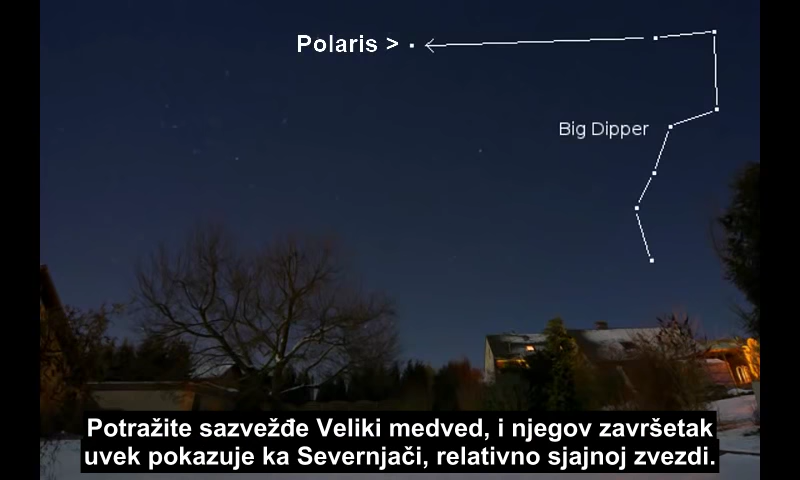 Polaris >
Big Dipper
Potražite sazvežđe Veliki medved, i njegov završetak
uvek pokazuje ka Severnjači, relativno sjajnoj zvezdi.